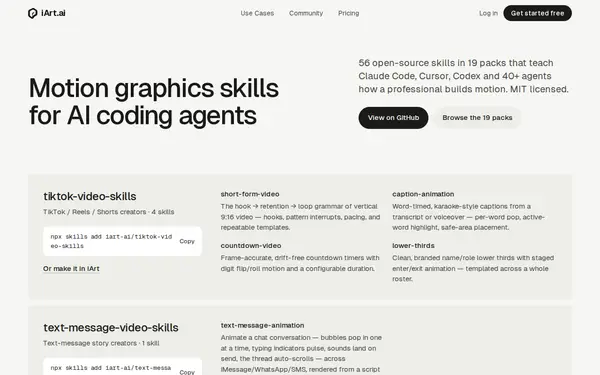 iArt.ai
Use Cases
Community
Pricing
Log in
Get started free
Motion graphics skills
for AI coding agents
56 open-source skills in 19 packs that teach
Claude Code, Cursor, Codex and 40+ agents
how a professional builds motion. MIT licensed.
View on GitHub
Browse the 19 packs
tiktok-video-skills
TikTok / Reels / Shorts creators · 4 skills
npx skills add iart-ai/tiktok-vid
eo-skills
Copy
Or make it in iArt
short-form-video
The hook → retention → loop grammar of vertical
9:16 video — hooks, pattern interrupts, pacing, and
repeatable templates.
caption-animation
Word-timed, karaoke-style captions from a
transcript or voiceover — per-word pop, active-
word highlight, safe-area placement.
countdown-video
Frame-accurate, drift-free countdown timers with
digit flip/roll motion and a configurable duration.
lower-thirds
Clean, branded name/role lower thirds with staged
enter/exit animation — templated across a whole
roster.
text-message-video-skills
Text-message story creators · 1 skill
npx skills add iart-ai/text-messa
Copy
text-message-animation
Animate a chat conversation — bubbles pop in one
at a time, typing indicators pulse, sounds land on
send, the thread auto-scrolls — across
iMessage/WhatsApp/SMS, rendered from a script